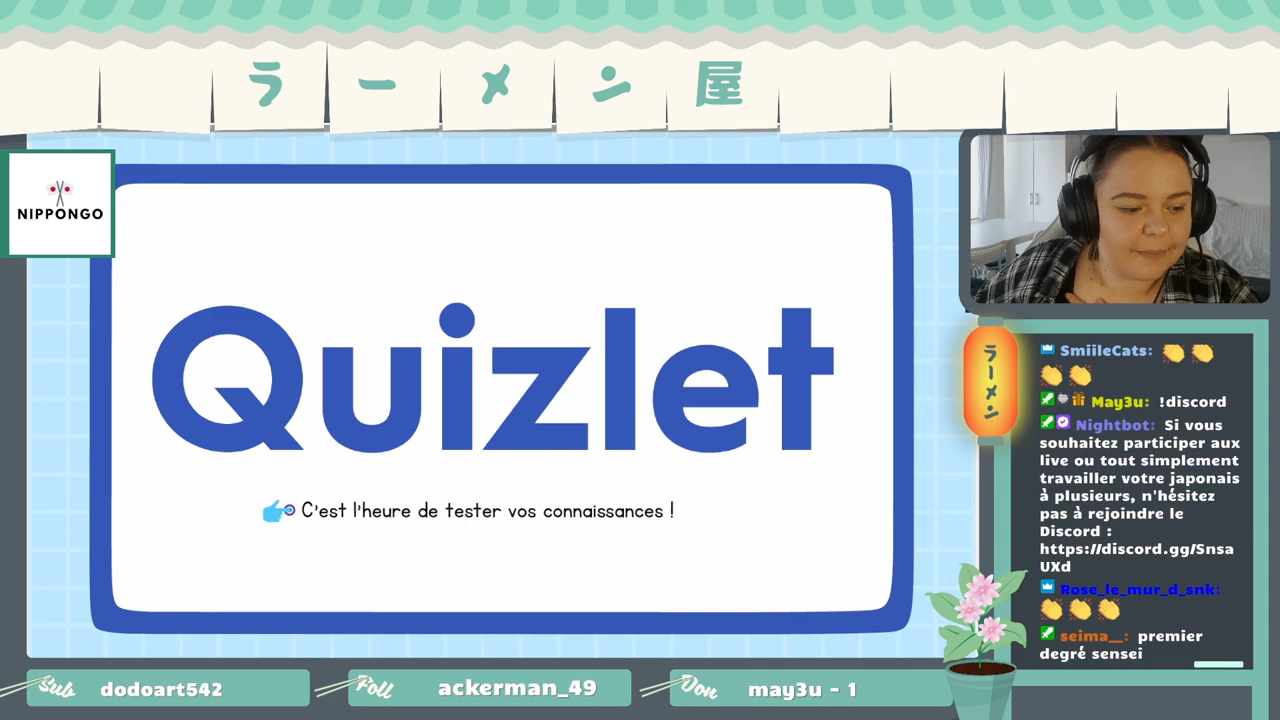 ラーメン屋
NIPPONGO
Quizlet
C'est l'heure de tester vos connaissances !
ラーメン
SmiileCats:
May3u: !discord
Nightbot: Si vous
souhaitez participer aux
live ou tout simplement
travailler votre japonais
à plusieurs, n'hésitez
pas à rejoindre le
Discord :
https://discord.gg/Snsa
UXd
Rose_le_mur_d_snk:
seima__: premier
degré sensei
Sub dodoart542
Foll ackerman_49
Don may3u - 1